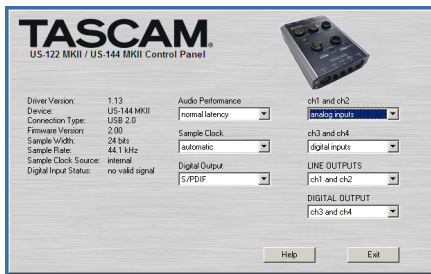 TASCAM®
US-122 MKII / US-144 MKII Control Panel
Driver Version: 1.13
Device: US-144 MKII
Connection Type: USB 2.0
Firmware Version: 2.00
Sample Width: 24 bits
Sample Rate: 44.1 kHz
Sample Clock Source: internal
Digital Input Status: no valid signal
Audio Performance
normal latency
Sample Clock
automatic
Digital Output
S/PDIF
ch1 and ch2
analog inputs
ch3 and ch4
digital inputs
LINE OUTPUTS
ch1 and ch2
DIGITAL OUTPUT
ch3 and ch4
Help
Exit